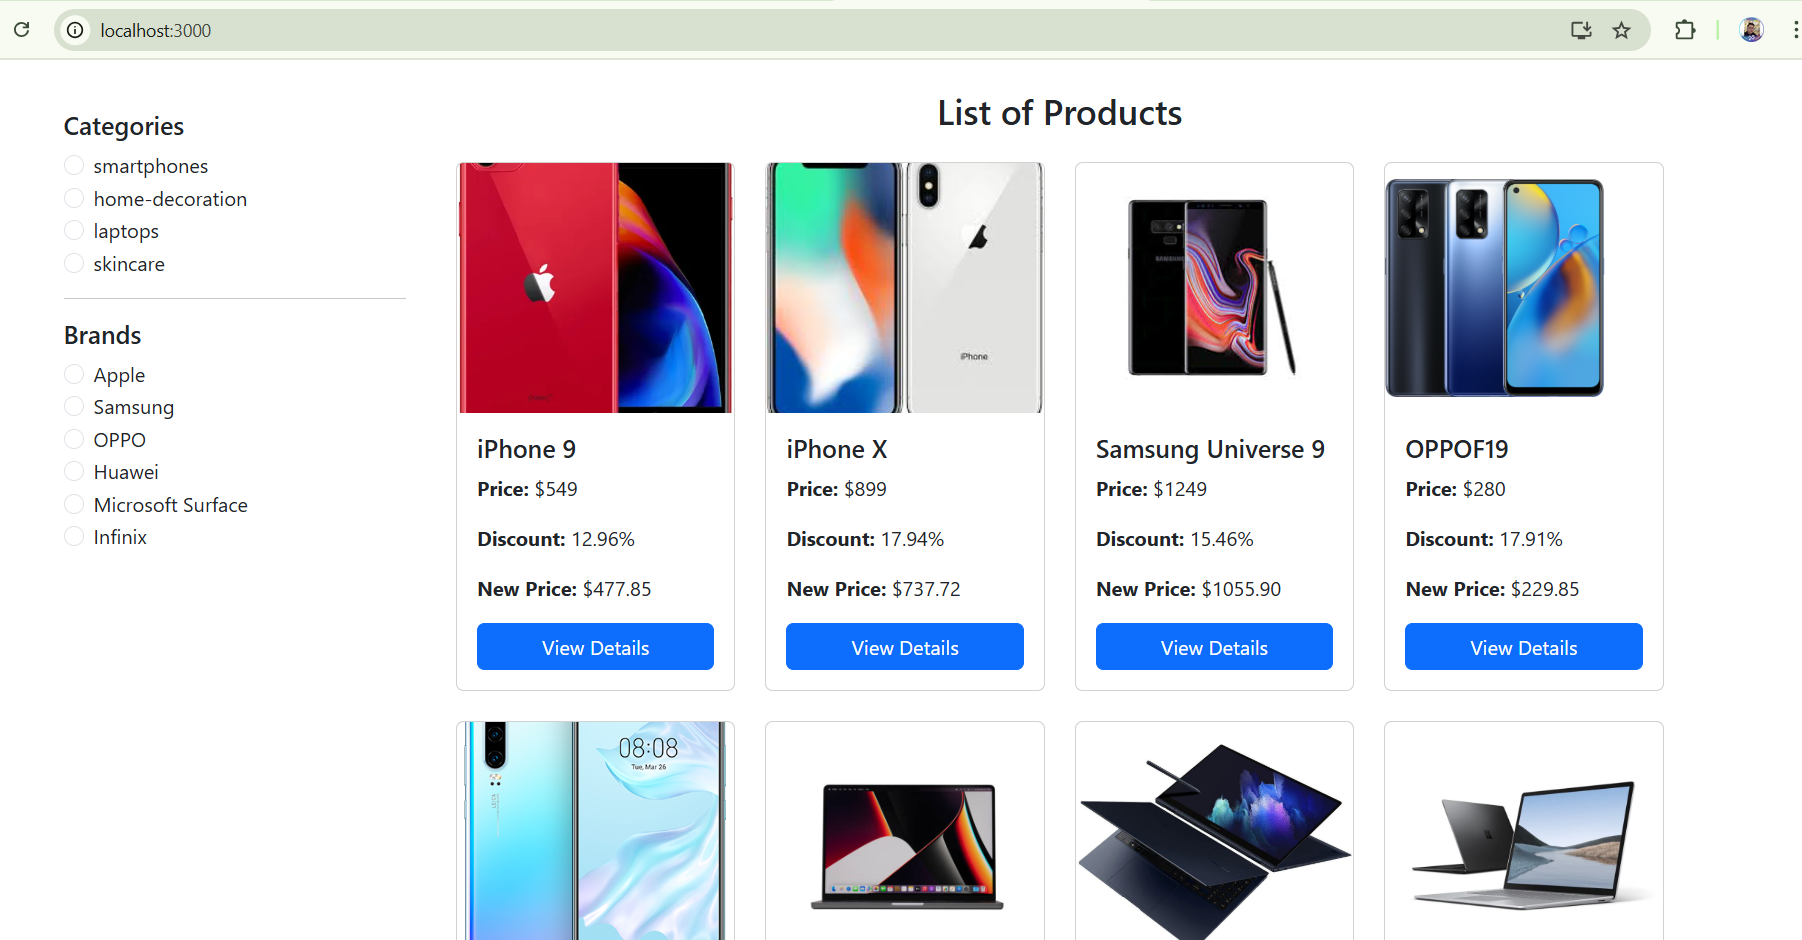 localhost:3000
List of Products
Categories
smartphones
home-decoration
laptops
skincare
Brands
Apple
Samsung
OPPO
Huawei
Microsoft Surface
Infinix
iPhone
SAMSUNG
iPhone 9
Price: $549
Discount: 12.96%
New Price: $477.85
View Details
iPhone X
Price: $899
Discount: 17.94%
New Price: $737.72
View Details
Samsung Universe 9
Price: $1249
Discount: 15.46%
New Price: $1055.90
View Details
OPPOF19
Price: $280
Discount: 17.91%
New Price: $229.85
View Details
08:08
Tue, Mar 26
LEICA